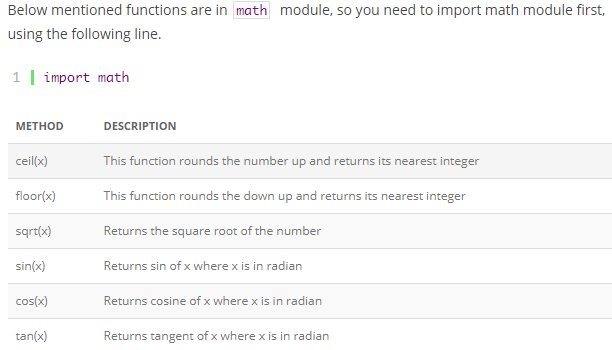 Below mentioned functions are in math module, so you need to import math module first,
using the following line.
1 import math
METHOD DESCRIPTION
ceil(x) This function rounds the number up and returns its nearest integer
floor(x) This function rounds the down up and returns its nearest integer
sqrt(x) Returns the square root of the number
sin(x) Returns sin of x where x is in radian
cos(x) Returns cosine of x where x is in radian
tan(x) Returns tangent of x where x is in radian